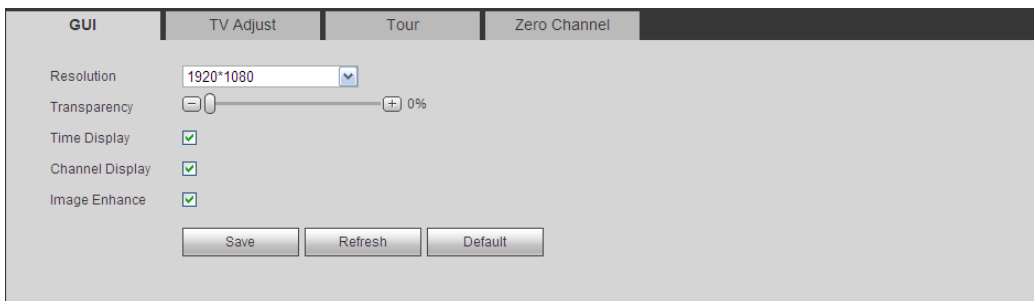 GUI TV Adjust Tour Zero Channel
Resolution 1920*1080
Transparency 0%
Time Display
Channel Display
Image Enhance
Save Refresh Default